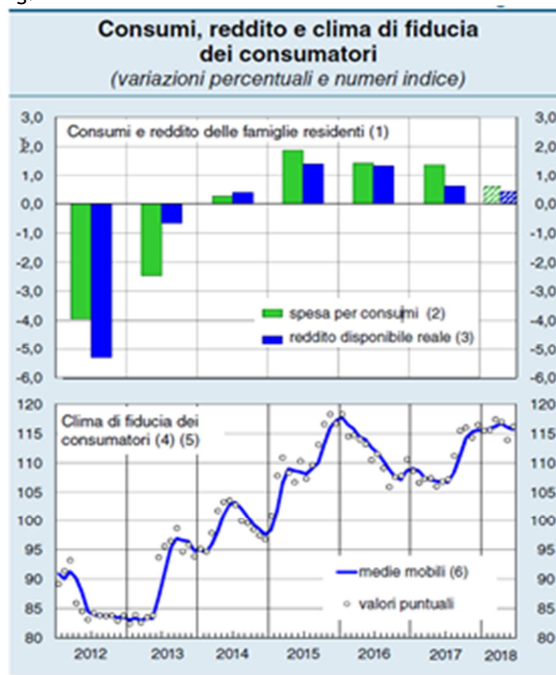 Consumi, reddito e clima di fiducia
dei consumatori
(variazioni percentuali e numeri indice)
3,0 3,0
Consumi e reddito delle famiglie residenti (1)
2,0 2,0
1,0 1,0
0,0 0,0
-1,0 -1,0
-2,0 -2,0
-3,0 -3,0
spesa per consumi (2)
-4,0 -4,0
reddito disponibile reale (3)
-5,0 -5,0
-6,0 -6,0
120 120
Clima di fiducia dei
consumatori (4) (5)
115 115
110 110
105 105
100 100
95 95
medie mobili (6)
90 90
valori puntuali
85 85
80 80
2012 2013 2014 2015 2016 2017 2018